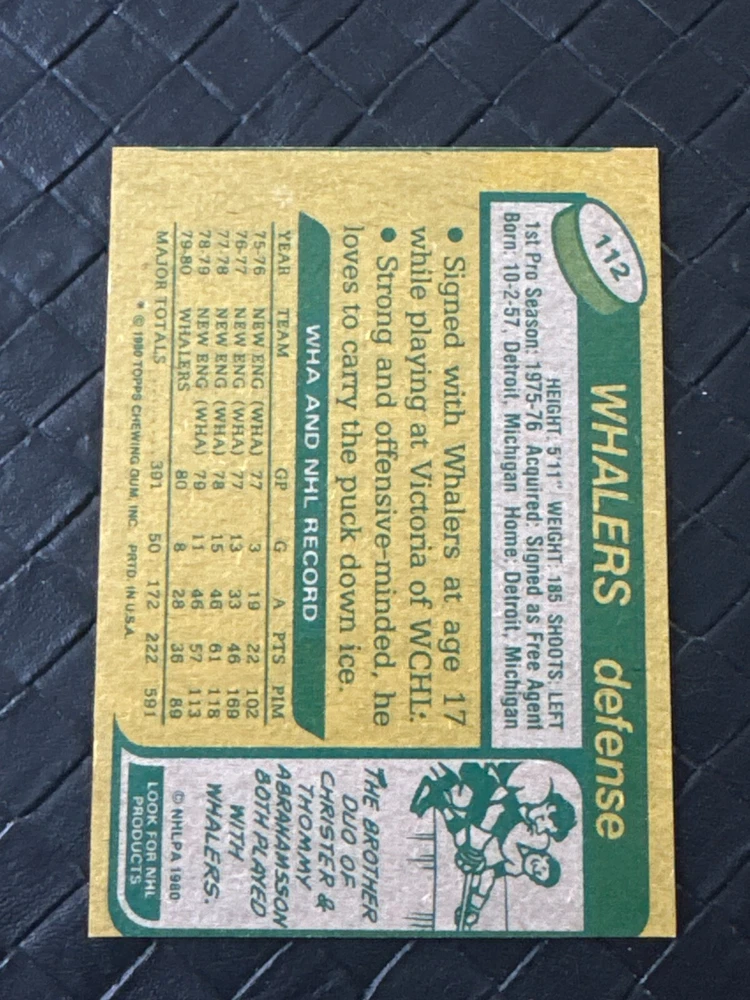 112
WHALERS defense
HEIGHT: 5'11" WEIGHT: 185 SHOOTS: LEFT
1st Pro Season: 1975-76 Acquired: Signed as Free Agent
Born: 10-2-57, Detroit, Michigan Home: Detroit, Michigan
• Signed with Whalers at age 17
while playing at Victoria of WCHL.
• Strong and offensive-minded, he
loves to carry the puck down ice.
WHA AND NHL RECORD
YEAR TEAM GP G A PTS PIM
75-76 NEW ENG (WHA) 77 3 19 22 102
76-77 NEW ENG (WHA) 77 13 33 46 169
77-78 NEW ENG (WHA) 78 15 46 61 118
78-79 NEW ENG (WHA) 79 11 46 57 113
79-80 WHALERS 80 8 28 36 89
MAJOR TOTALS 391 50 172 222 591
* © 1980 TOPPS CHEWING GUM, INC. PRTD. IN U.S.A.
THE BROTHER
DUO OF
CHRISTER &
THOMMY
ABRAHAMSSON
BOTH PLAYED
WITH
WHALERS.
© NHLPA 1980
LOOK FOR NHL
PRODUCTS